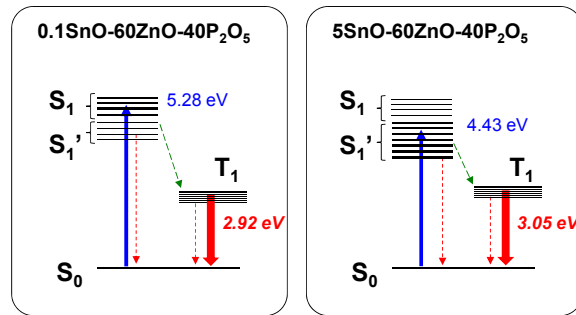 0.1SnO-60ZnO-40P₂O₅
S₁
5.28 eV
S₁’
T₁
2.92 eV
S₀
5SnO-60ZnO-40P₂O₅
S₁
4.43 eV
S₁’
T₁
3.05 eV
S₀